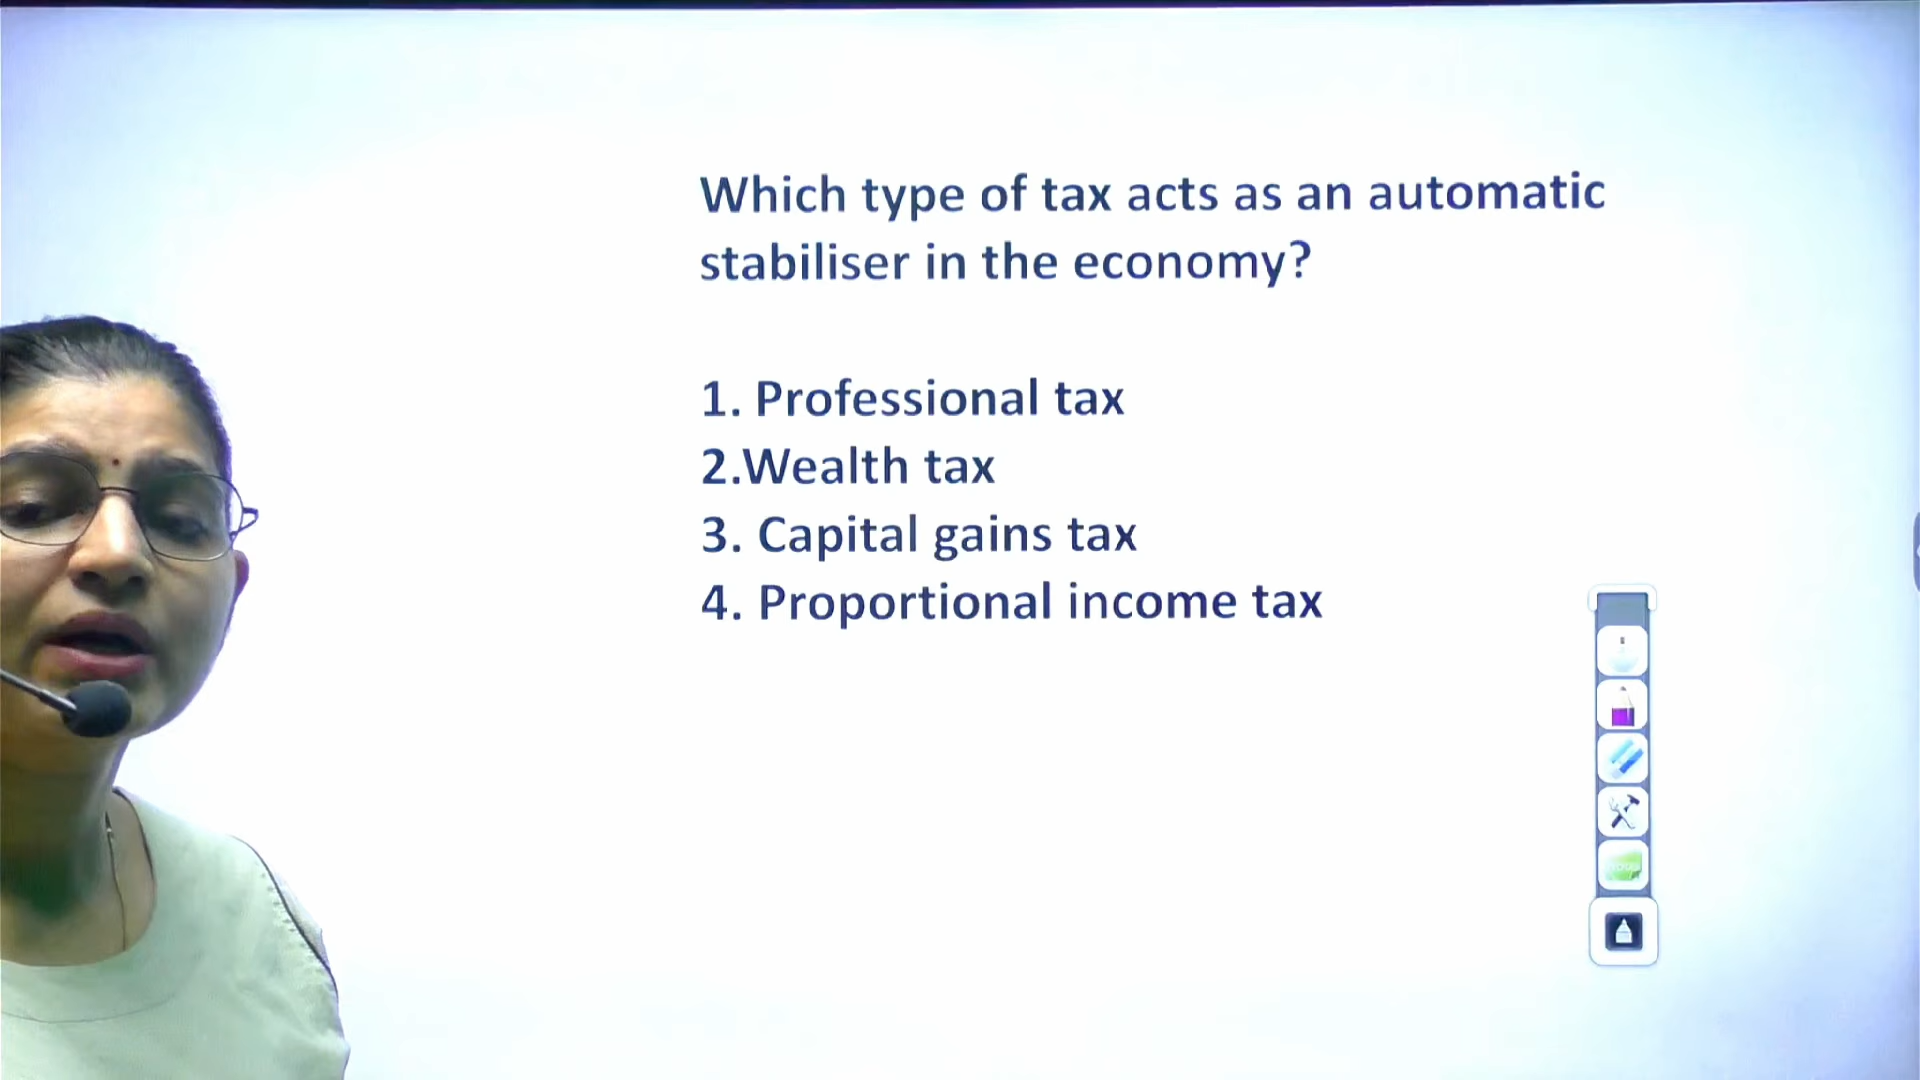 Which type of tax acts as an automatic
stabiliser in the economy?
1. Professional tax
2.Wealth tax
3. Capital gains tax
4. Proportional income tax